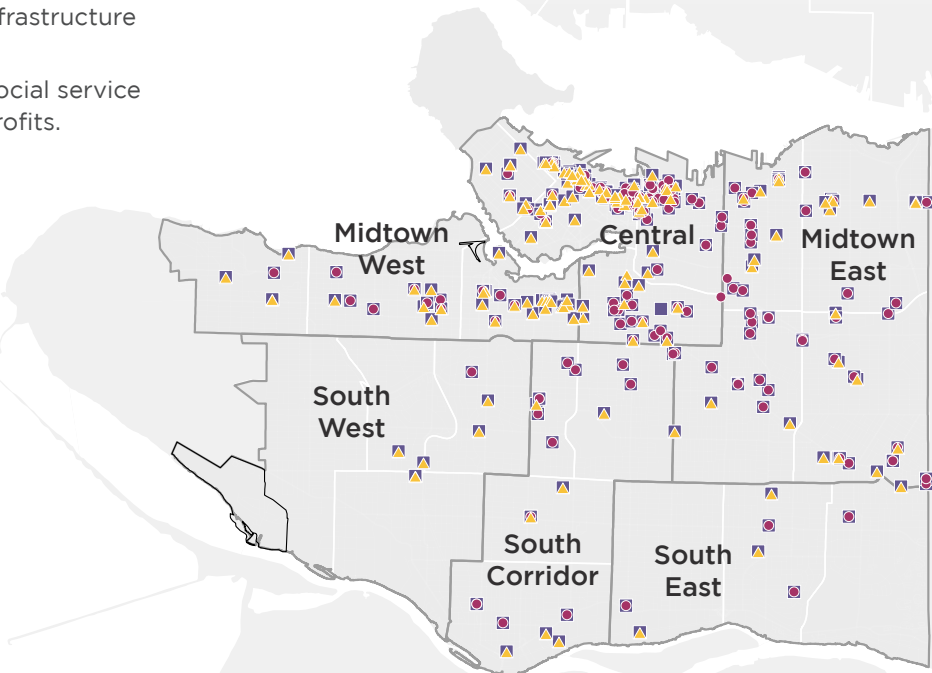 frastructure
ocial service
rofits.
Midtown
West
Central
Midtown
East
South
West
South
Corridor
South
East